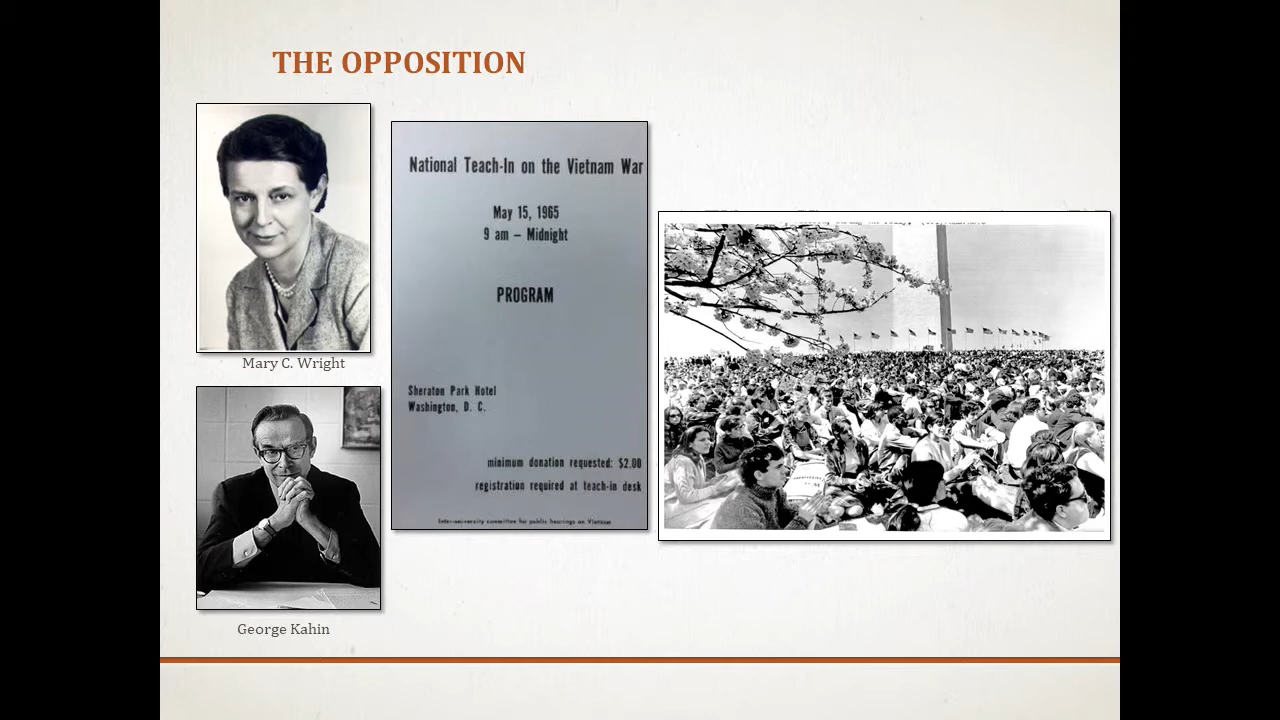 THE OPPOSITION
Mary C. Wright
George Kahin
National Teach-In on the Vietnam War
May 15, 1965
9 am – Midnight
PROGRAM
Sheraton Park Hotel
Washington, D. C.
minimum donation requested: $2.00
registration required at teach-in desk
Inter-university committee for public hearings on Vietnam